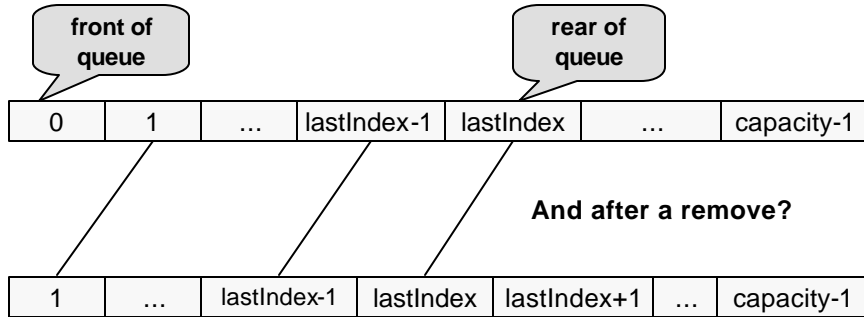 front of
queue
rear of
queue
0 1 ... lastIndex-1 lastIndex ... capacity-1
And after a remove?
1 ... lastIndex-1 lastIndex lastIndex+1 ... capacity-1